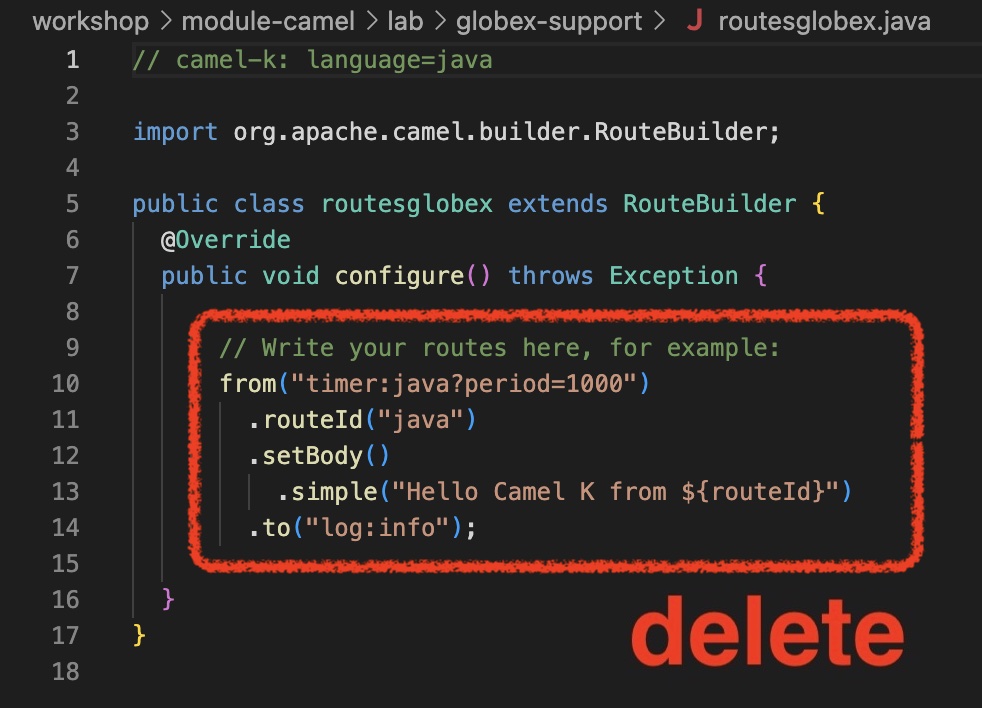 workshop > module-camel > lab > globex-support > J routesglobex.java
1 // camel-k: language=java
2
3 import org.apache.camel.builder.RouteBuilder;
4
5 public class routesglobex extends RouteBuilder {
6   @Override
7   public void configure() throws Exception {
8
9       // Write your routes here, for example:
10       from("timer:java?period=1000")
11         .routeId("java")
12         .setBody()
13           .simple("Hello Camel K from ${routeId}")
14         .to("log:info");
15
16   }
17 }
18
delete